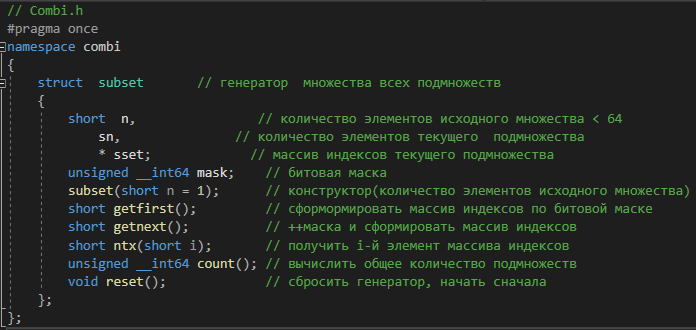 // Combi.h
#pragma once
namespace combi
{
struct subset // генератор множества всех подмножеств
{
short n, // количество элементов исходного множества < 64
sn, // количество элементов текущего подмножества
* sset; // массив индексов текущего подмножества
unsigned __int64 mask; // битовая маска
subset(short n = 1); // конструктор(количество элементов исходного множества)
short getfirst(); // сформормировать массив индексов по битовой маске
short getnext(); // ++маска и сформировать массив индексов
short ntx(short i); // получить i-й элемент массива индексов
unsigned __int64 count(); // вычислить общее количество подмножеств
void reset(); // сбросить генератор, начать сначала
};
};